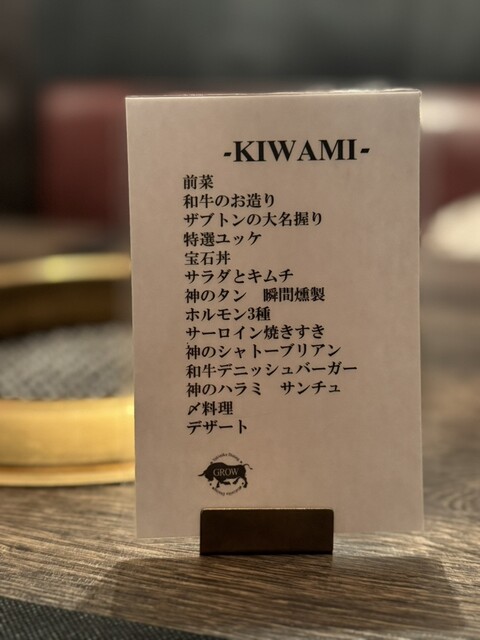 -KIWAMI-
前菜
和牛のお造り
ザブトンの大名握り
特選ユッケ
宝石丼
サラダとキムチ
神のタン　瞬間燻製
ホルモン3種
サーロイン焼きすき
神のシャトーブリアン
和牛デニッシュバーガー
神のハラミ　サンチュ
〆料理
デザート
GROW